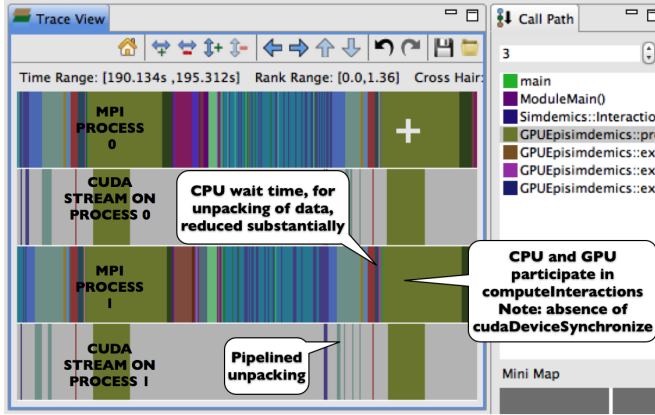 Trace View
Call Path
Time Range: [190.134s ,195.312s] Rank Range: [0.0,1.36] Cross Hair:
3
main
ModuleMain()
Simdemics::Interactio
GPUEpisimdemics::pro
GPUEpisimdemics::ex
GPUEpisimdemics::ex
GPUEpisimdemics::ex
MPI
PROCESS
0
CUDA
STREAM ON
PROCESS 0
CPU wait time, for
unpacking of data,
reduced substantially
MPI
PROCESS
1
CPU and GPU
participate in
computeInteractions
Note: absence of
cudaDeviceSynchronize
CUDA
STREAM ON
PROCESS 1
Pipelined
unpacking
Mini Map